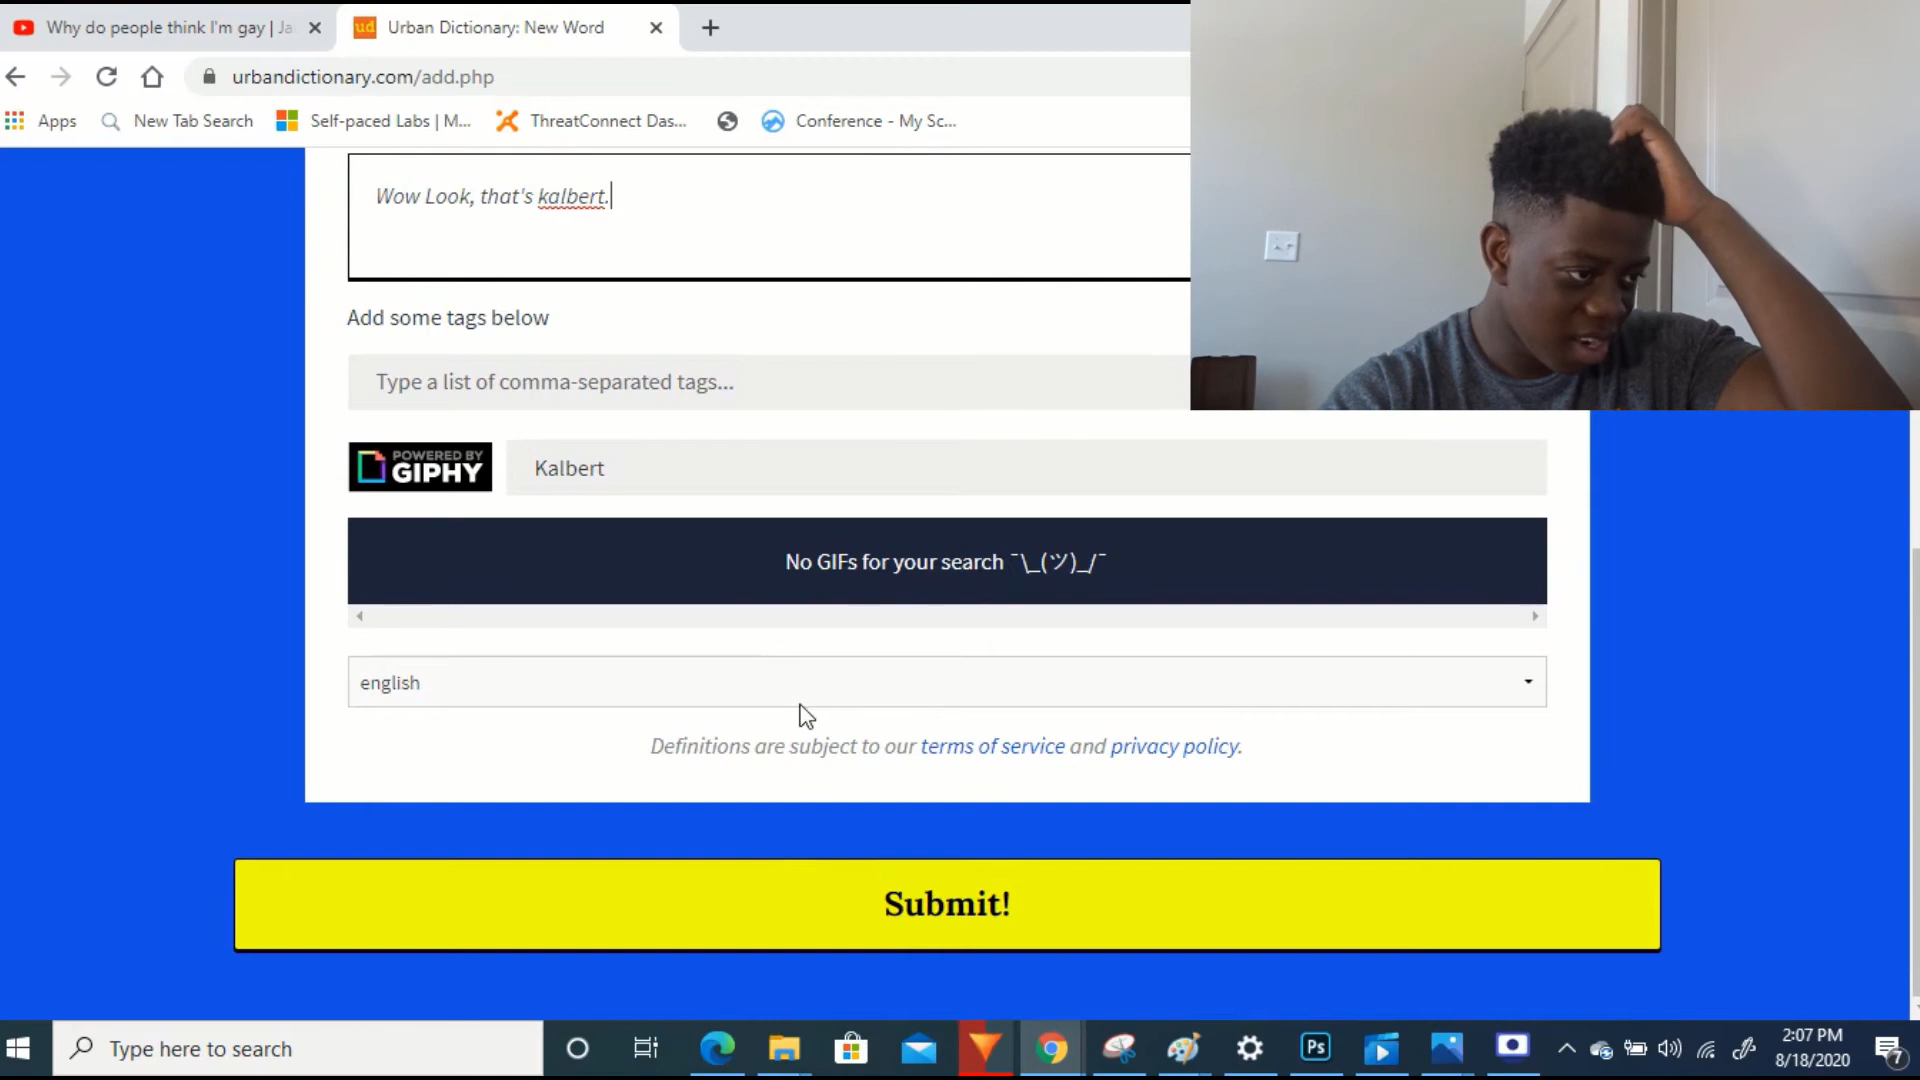 Why do people think I'm gay | Ja
Urban Dictionary: New Word
urbandictionary.com/add.php
Apps
New Tab Search
Self-paced Labs | M...
ThreatConnect Das...
Conference - My Sc...
Wow Look, that's kalbert.
Add some tags below
Type a list of comma-separated tags...
POWERED BY
GIPHY
Kalbert
No GIFs for your search ¯\_(ツ)_/¯
english
Definitions are subject to our terms of service and privacy policy.
Submit!
Type here to search
Ps
2:07 PM
8/18/2020
7